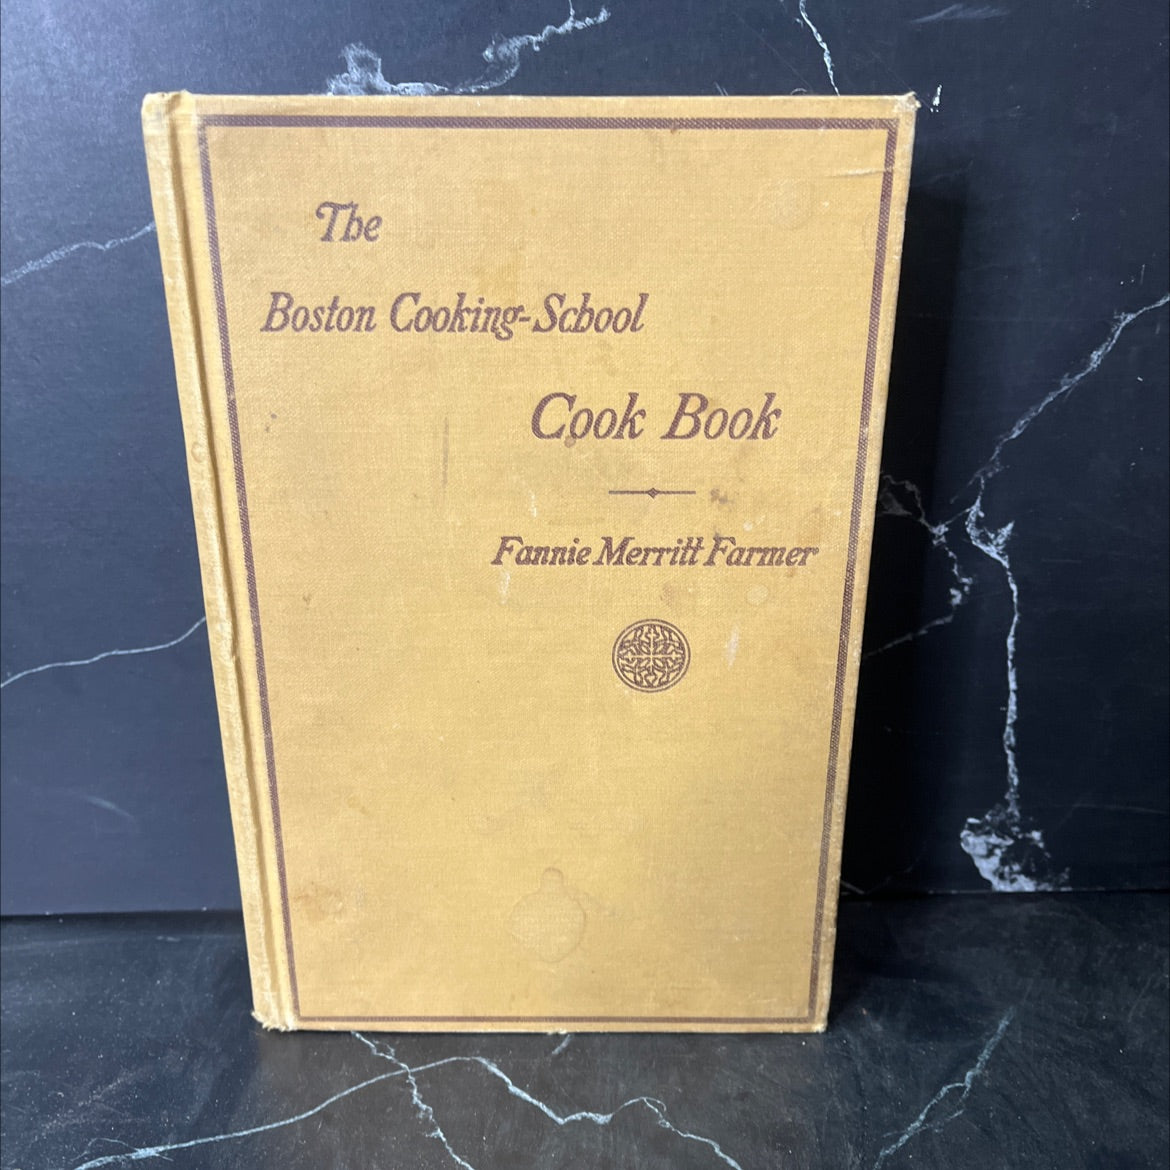 The
Boston Cooking-School
Cook Book
Fannie Merritt Farmer